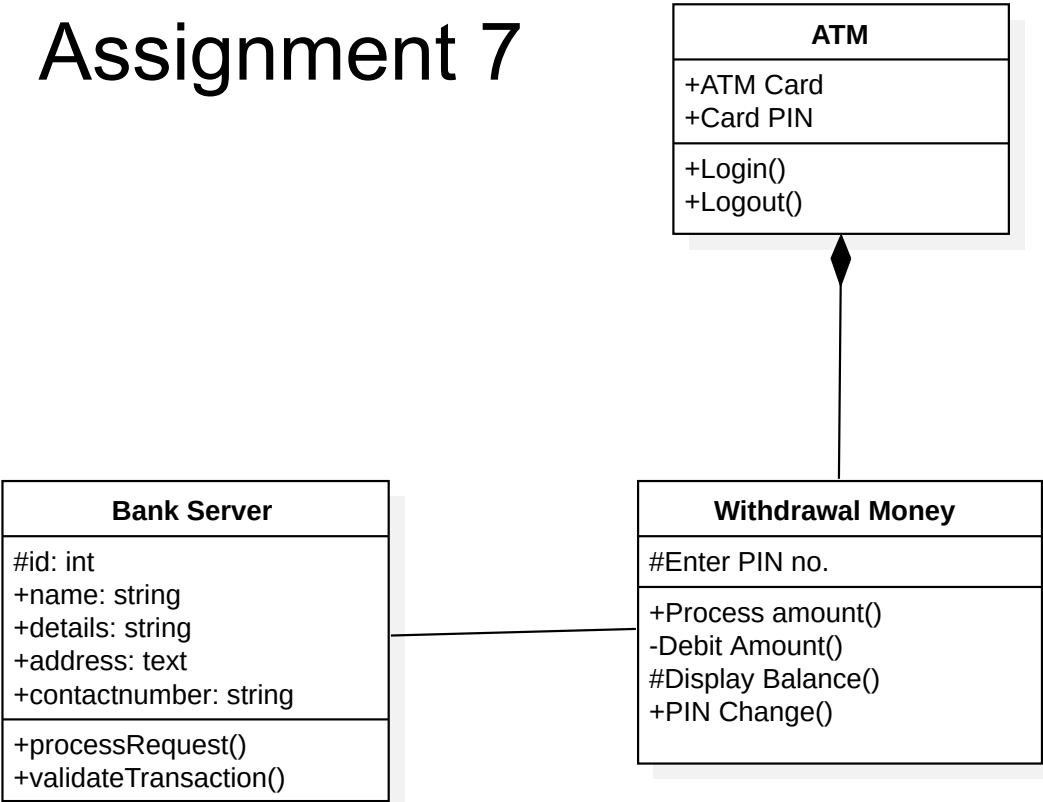 Assignment 7
ATM
+ATM Card
+Card PIN
+Login()
+Logout()
Bank Server
#id: int
+name: string
+details: string
+address: text
+contactnumber: string
+processRequest()
+validateTransaction()
Withdrawal Money
#Enter PIN no.
+Process amount()
-Debit Amount()
#Display Balance()
+PIN Change()